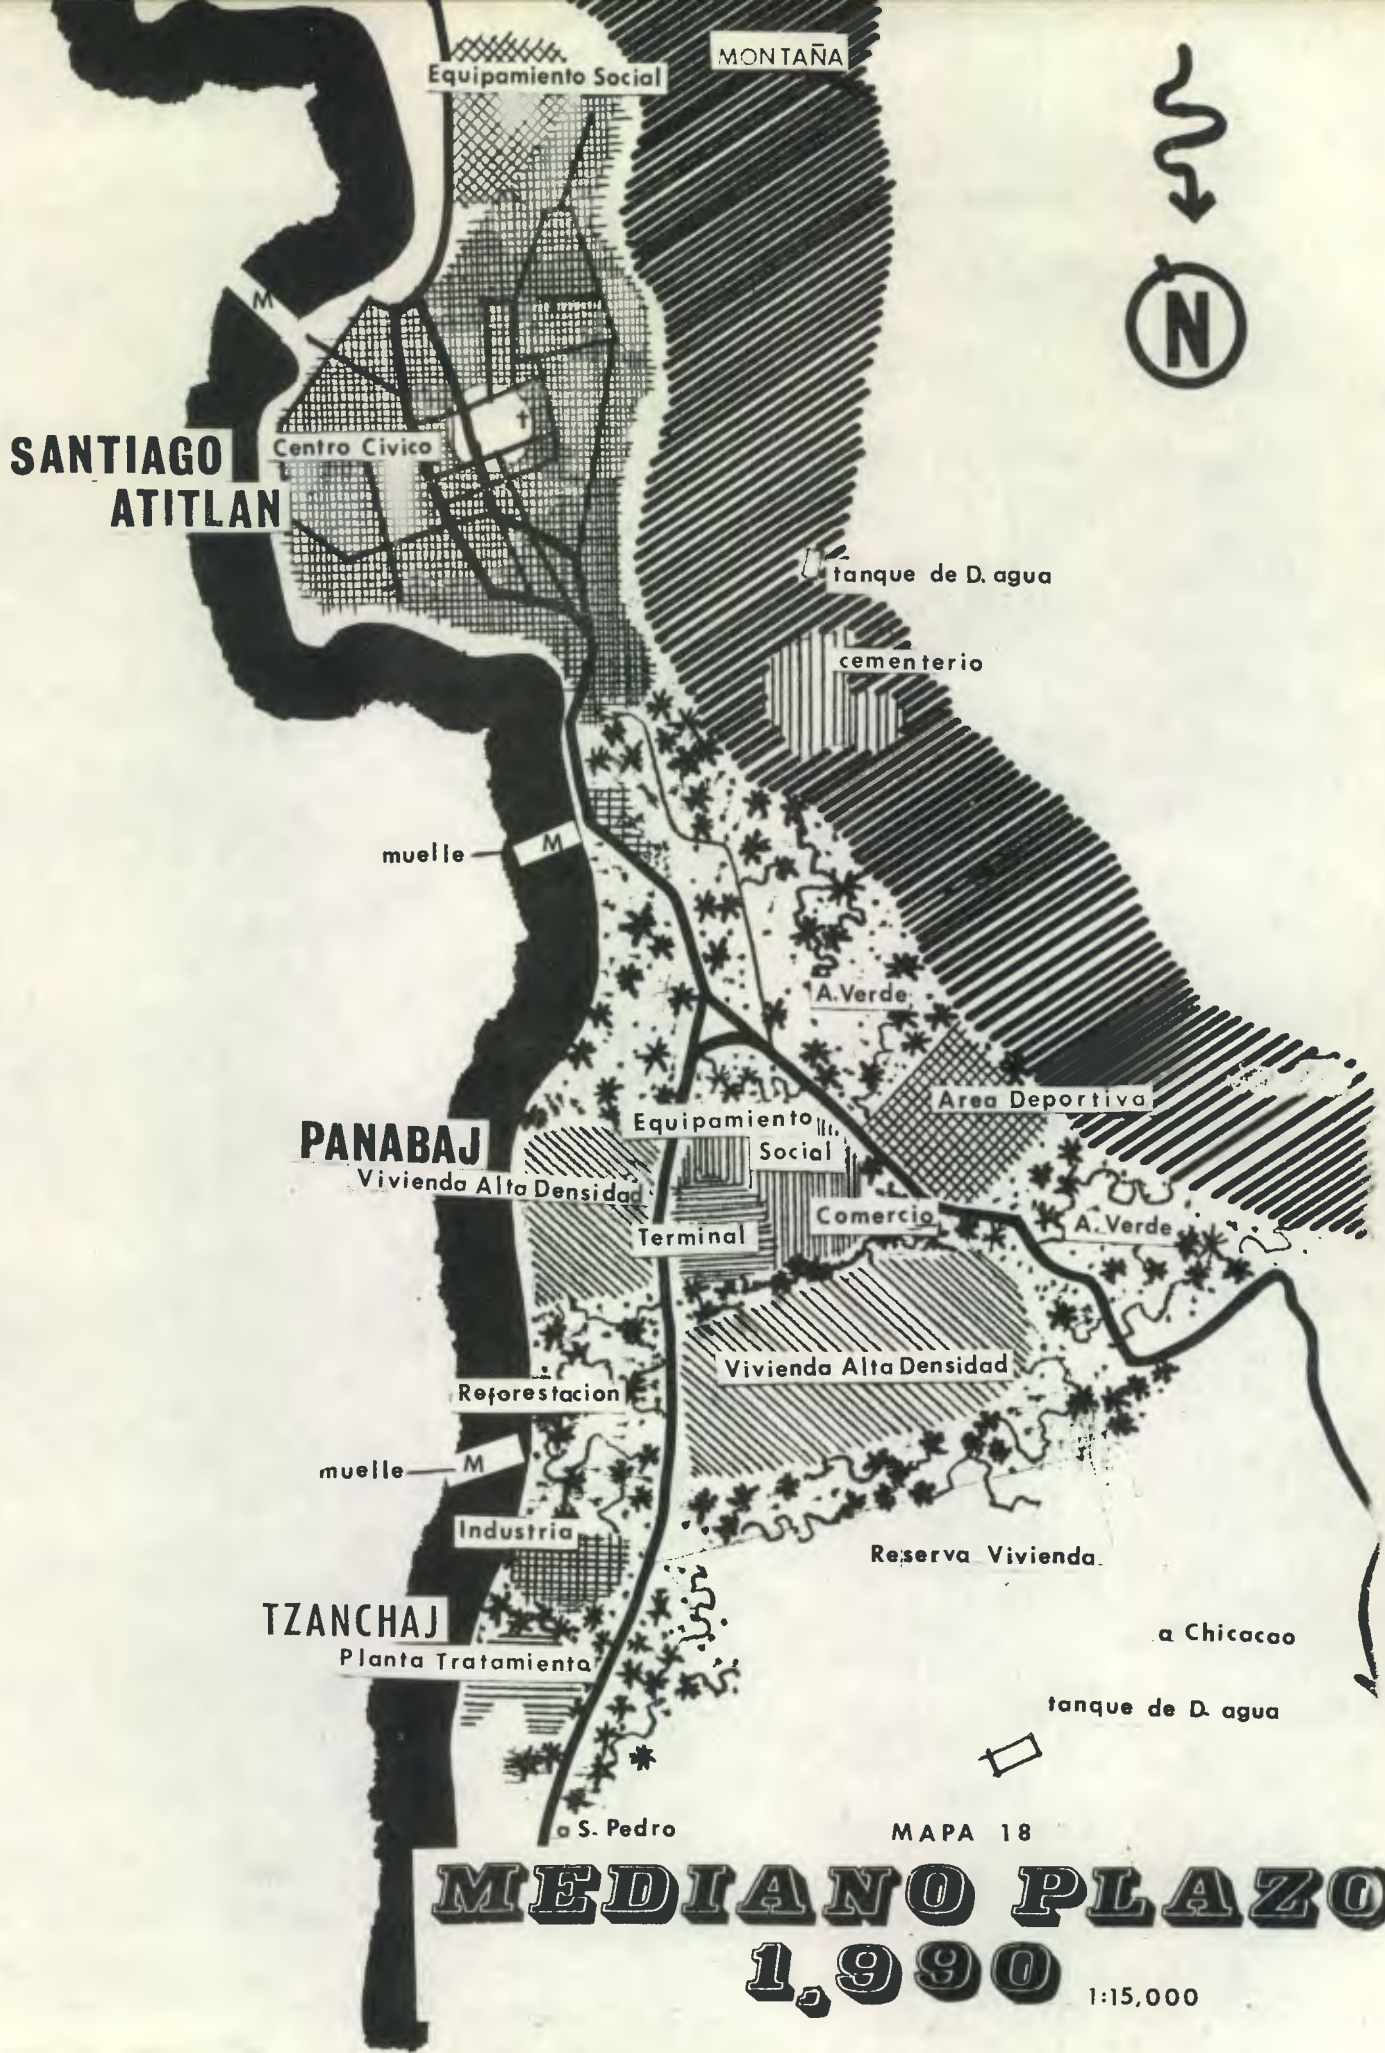 MONTAÑA
Equipamiento Social
N
M
SANTIAGO
ATITLAN
Centro Civico
tanque de D. agua
cementerio
muelle
M
A. Verde
Area Deportiva
PANABAJ
Equipamiento
Social
Vivienda Alta Densidad
Comercio
A. Verde
Terminal
Vivienda Alta Densidad
Reforestacion
muelle
M
Industria
Reserva Vivienda
TZANCHAJ
a Chicacao
Planta Tratamiento
tanque de D. agua
a S. Pedro
MAPA 18
MEDIANO PLAZO
1,990
1:15,000